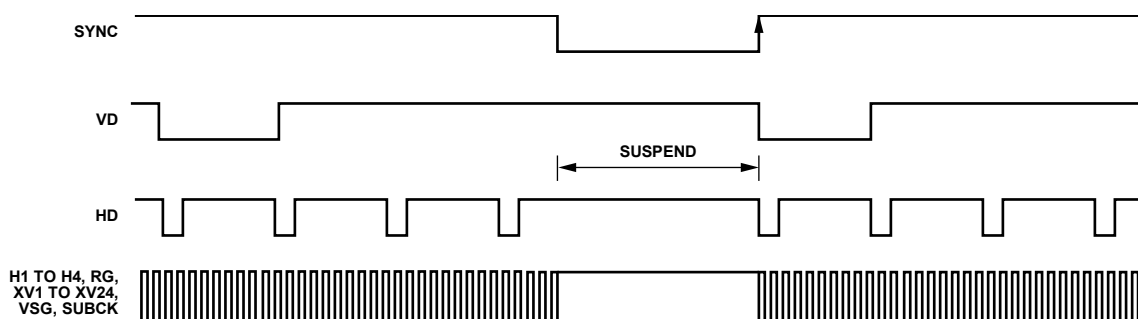 SYNC
VD
SUSPEND
HD
H1 TO H4, RG,
XV1 TO XV24,
VSG, SUBCK